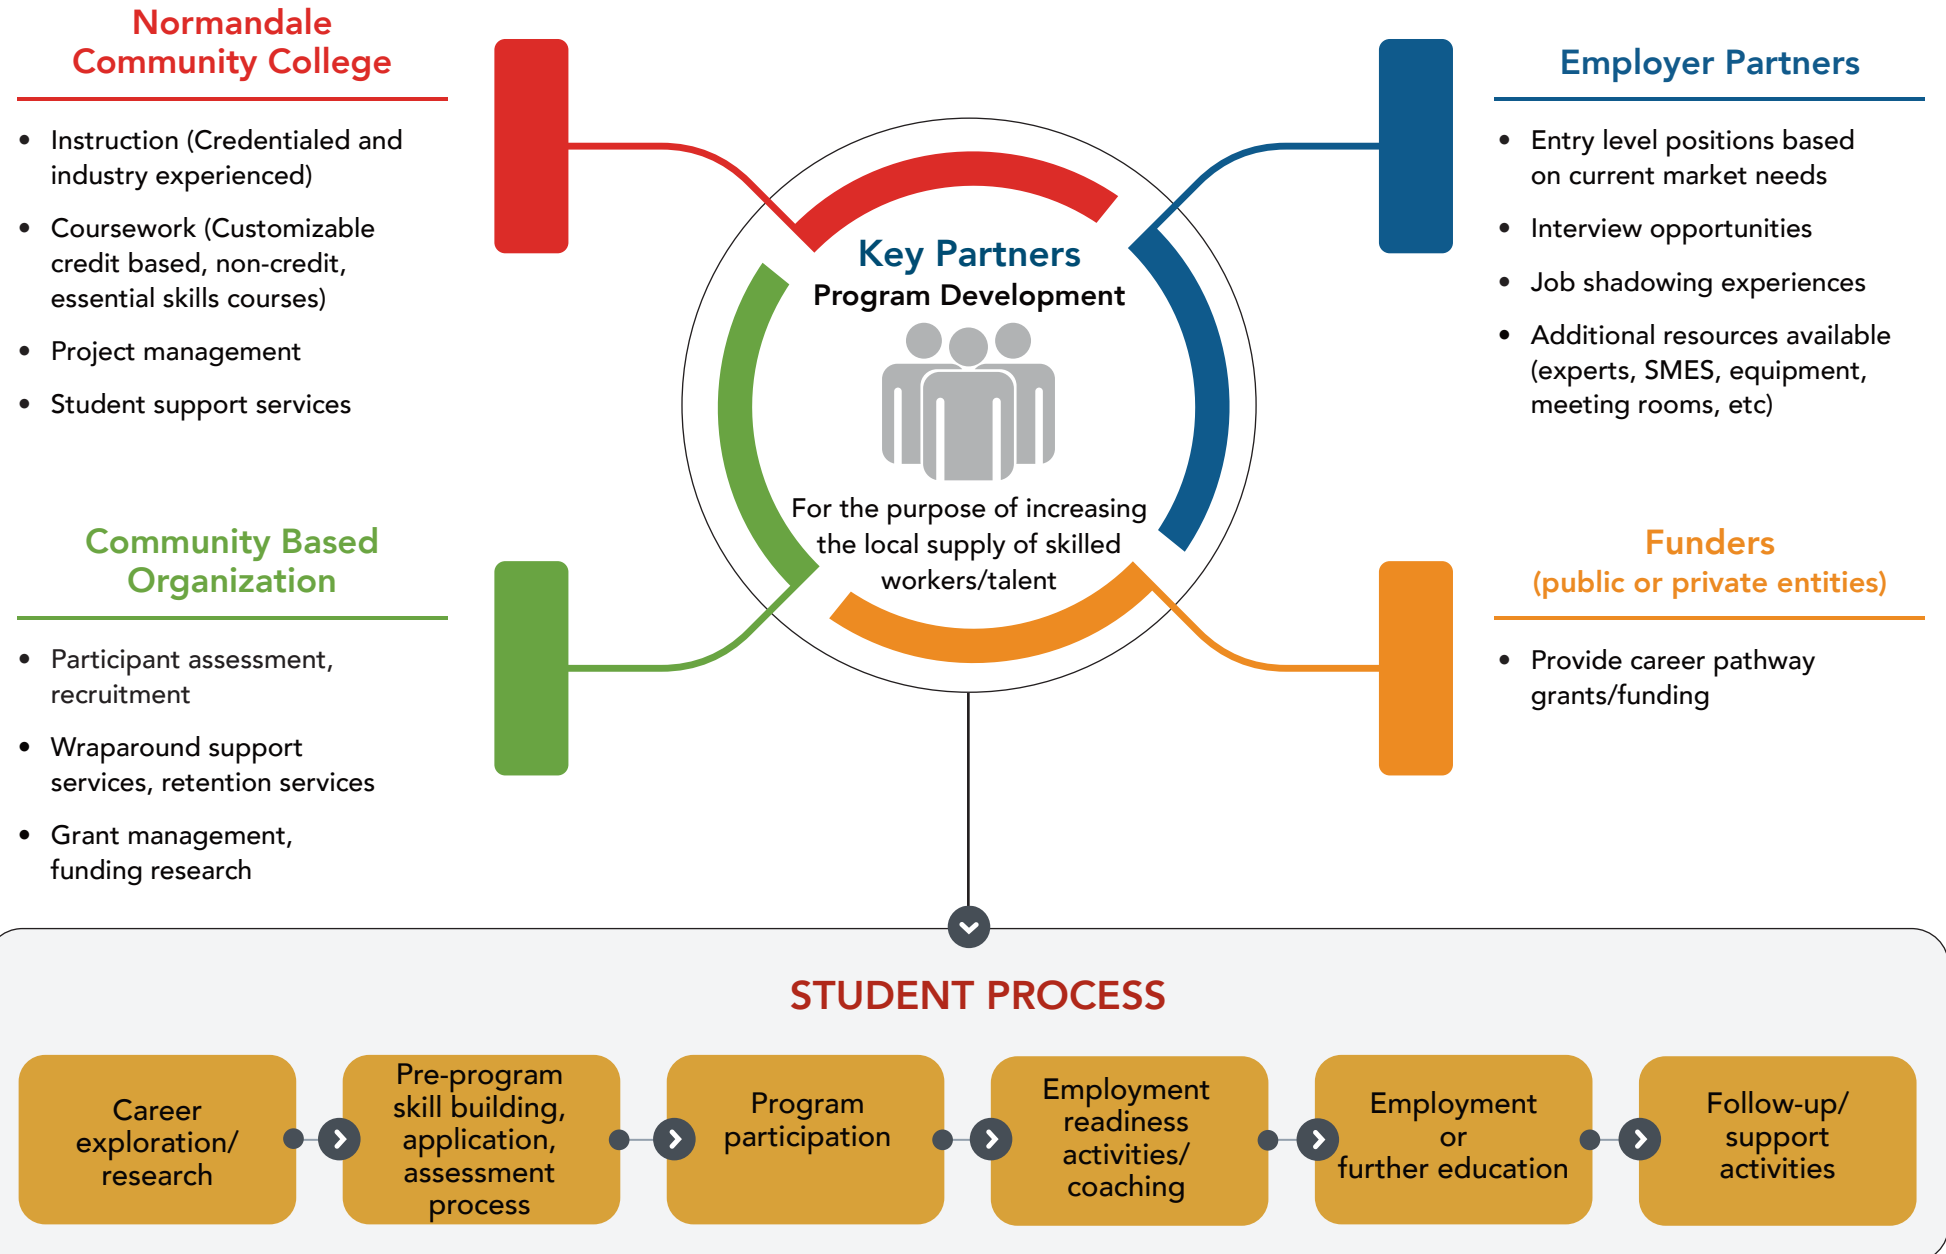 Normandale
Community College
• Instruction (Credentialed and
industry experienced)
• Coursework (Customizable
credit based, non-credit,
essential skills courses)
• Project management
• Student support services
Employer Partners
• Entry level positions based
on current market needs
• Interview opportunities
• Job shadowing experiences
• Additional resources available
(experts, SMES, equipment,
meeting rooms, etc)
Key Partners
Program Development
For the purpose of increasing
the local supply of skilled
workers/talent
Community Based
Organization
• Participant assessment,
recruitment
• Wraparound support
services, retention services
• Grant management,
funding research
Funders
(public or private entities)
• Provide career pathway
grants/funding
STUDENT PROCESS
Career
exploration/
research
Pre-program
skill building,
application,
assessment
process
Program
participation
Employment
readiness
activities/
coaching
Employment
or
further education
Follow-up/
support
activities